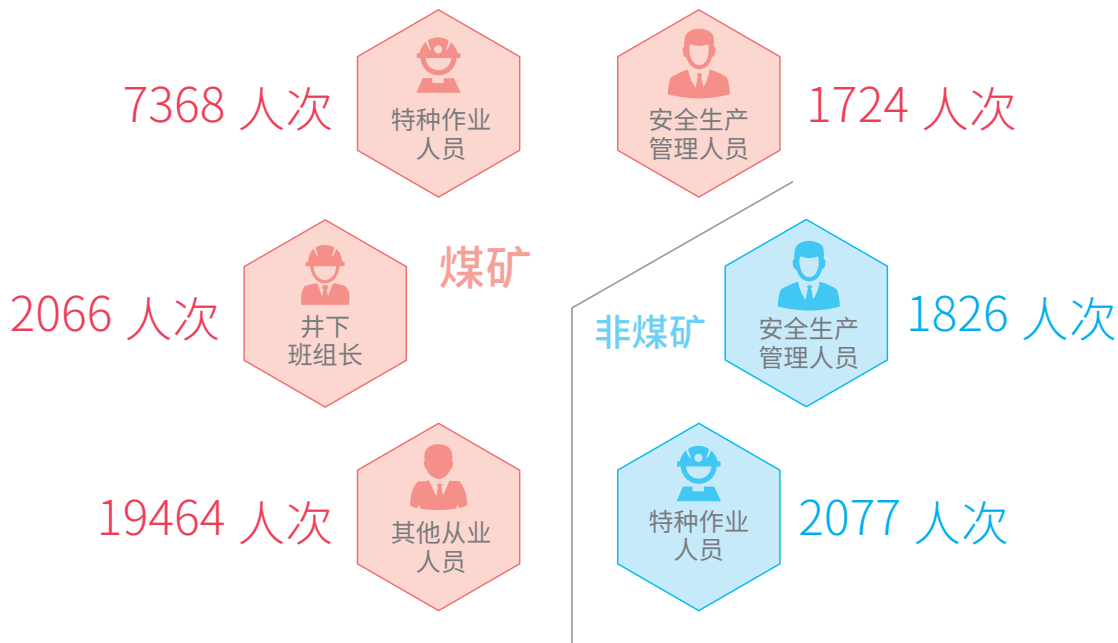 7368 人次
特种作业
人员
安全生产
管理人员
1724 人次
煤矿
2066 人次
井下
班组长
非煤矿
安全生产
管理人员
1826 人次
19464 人次
其他从业
人员
特种作业
人员
2077 人次